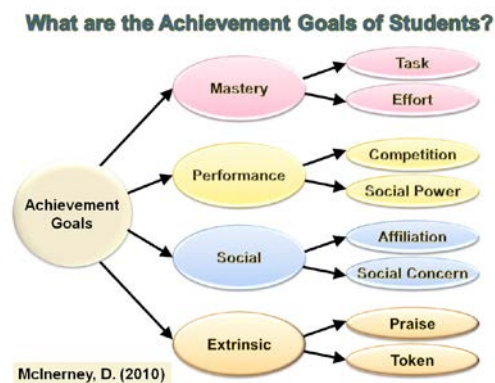 What are the Achievement Goals of Students?
Achievement
Goals
Mastery
Task
Effort
Performance
Competition
Social Power
Social
Affiliation
Social Concern
Extrinsic
Praise
Token
McInerney, D. (2010)